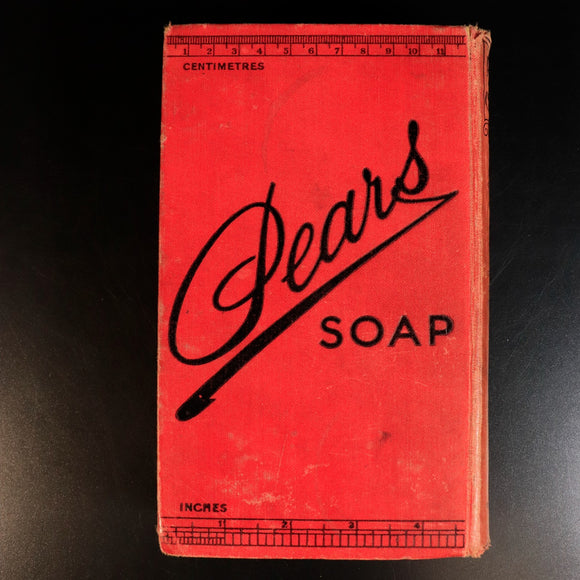 1 2 3 4 5 6 7 8 9 10 11
CENTIMETRES
Pears
SOAP
INCHES
1 2 3 4